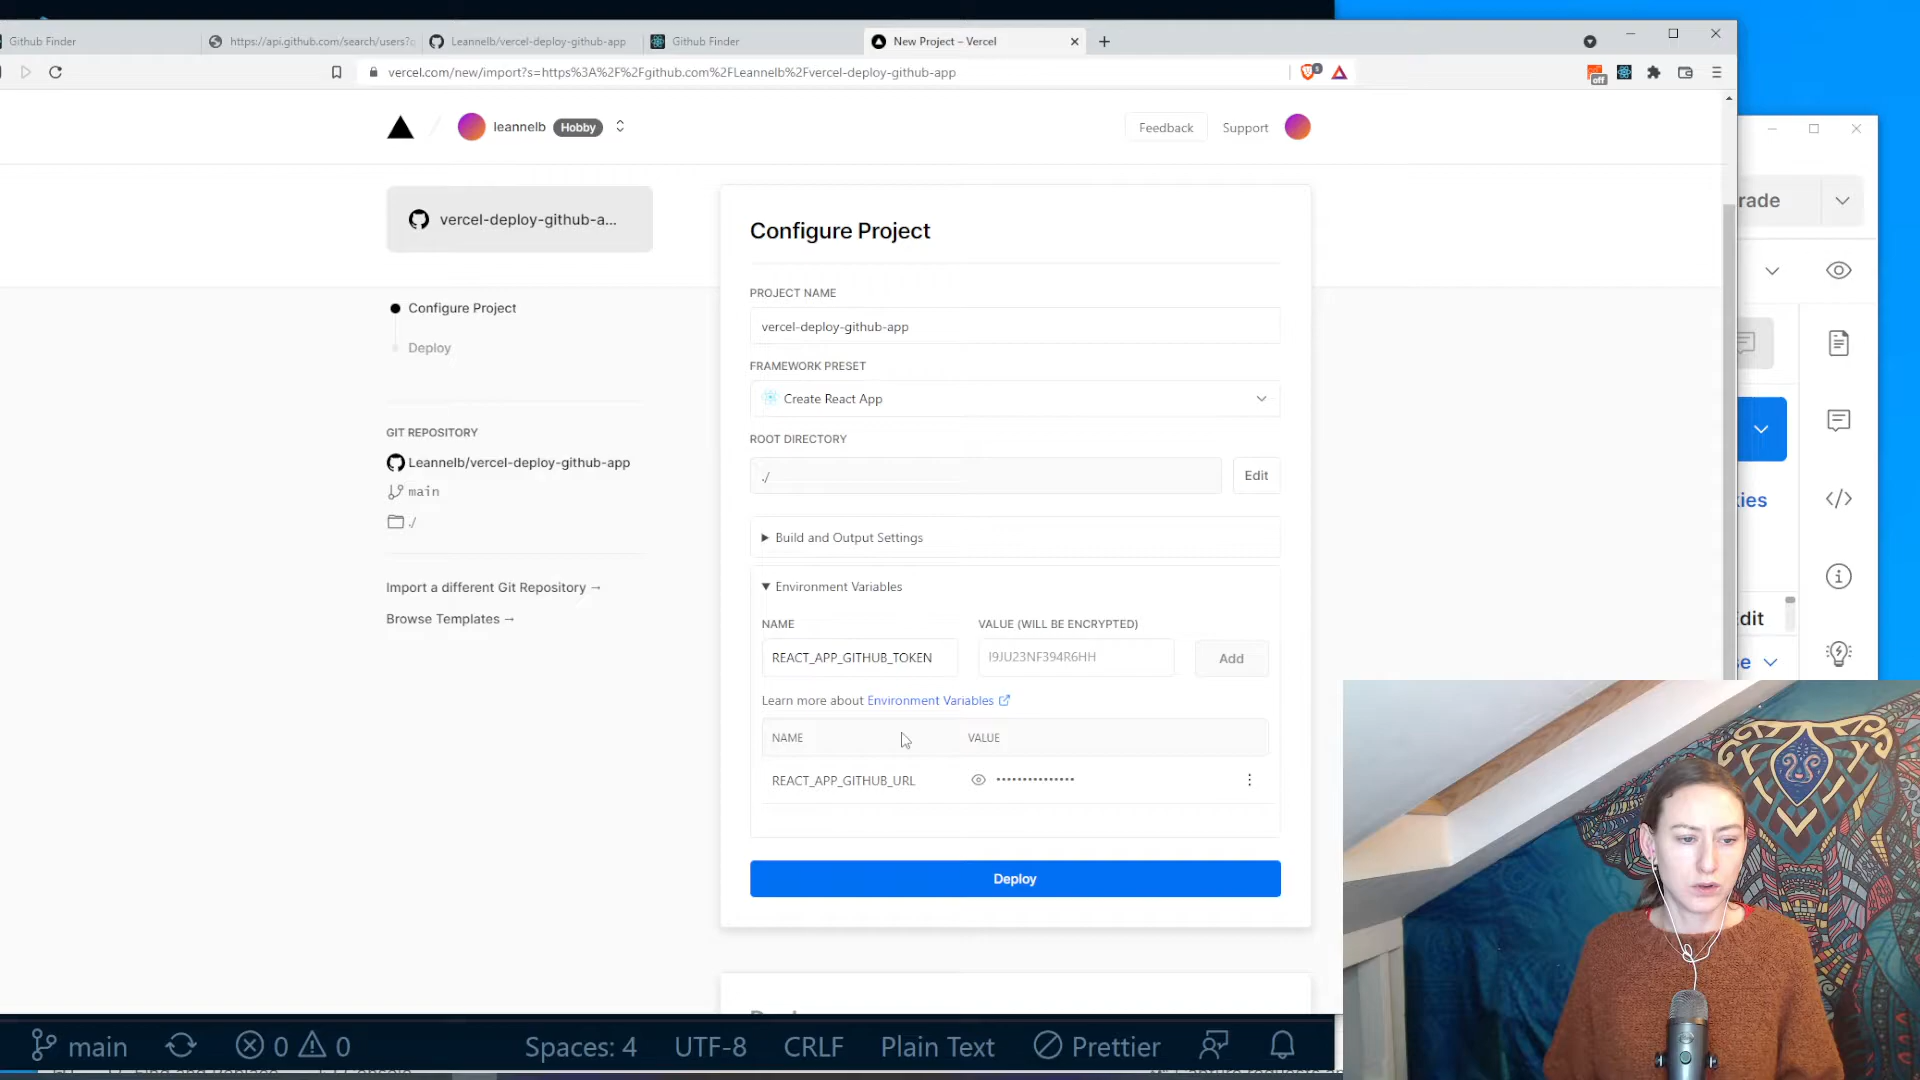 Github Finder
https://api.github.com/search/users?q
Leannelb/vercel-deploy-github-app
Github Finder
New Project – Vercel
vercel.com/new/import?s=https%3A%2F%2Fgithub.com%2FLeannelb%2Fvercel-deploy-github-app
1
off
leannelb
Hobby
Feedback
Support
vercel-deploy-github-a...
Configure Project
Deploy
GIT REPOSITORY
Leannelb/vercel-deploy-github-app
main
./
Import a different Git Repository →
Browse Templates →
Configure Project
PROJECT NAME
vercel-deploy-github-app
FRAMEWORK PRESET
Create React App
ROOT DIRECTORY
./
Edit
Build and Output Settings
Environment Variables
NAME
VALUE (WILL BE ENCRYPTED)
REACT_APP_GITHUB_TOKEN
I9JU23NF394R6HH
Add
Learn more about Environment Variables
NAME
VALUE
REACT_APP_GITHUB_URL
•••••••••••••••
Deploy
rade
kies
Edit
se
main
0
0
Spaces: 4
UTF-8
CRLF
Plain Text
Prettier